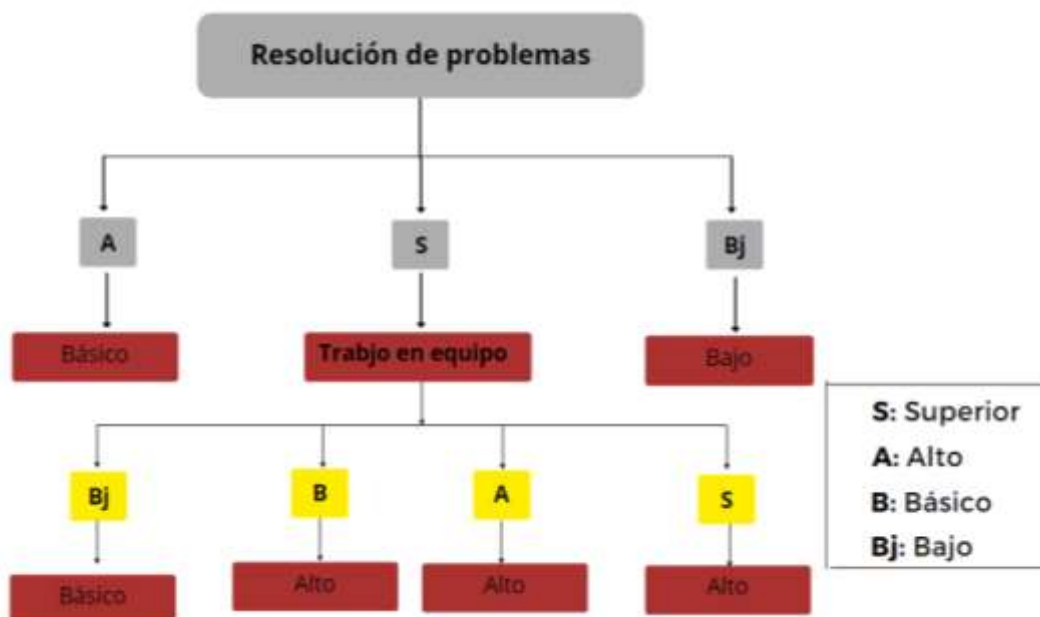 Resolución de problemas
A
S
Bj
Básico
Trabjo en equipo
Bajo
S: Superior
A: Alto
B: Básico
Bj: Bajo
Bj
B
A
S
Básico
Alto
Alto
Alto